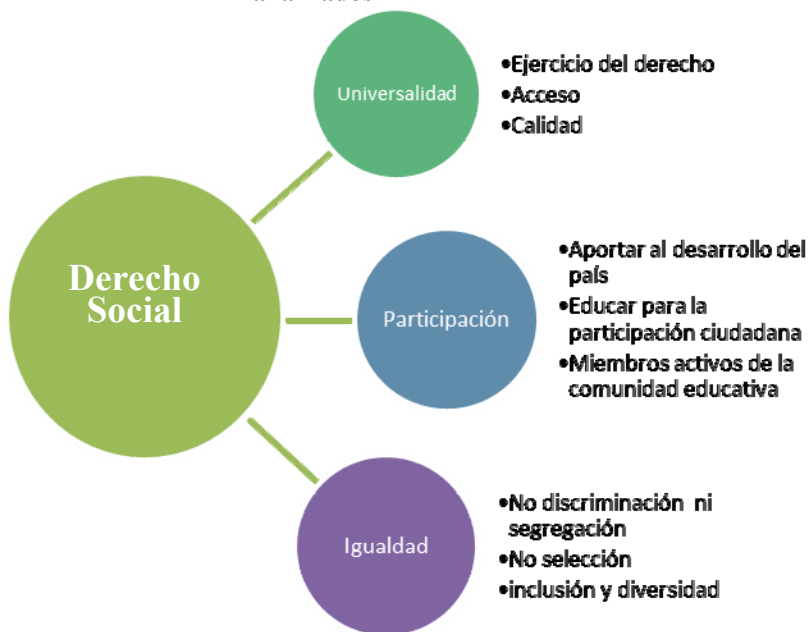 Universalidad
•Ejercicio del derecho
•Acceso
•Calidad
Derecho
Social
Participación
•Aportar al desarrollo del
país
•Educar para la
participación ciudadana
•Miembros activos de la
comunidad educativa
Igualdad
•No discriminación ni
segregación
•No selección
•inclusión y diversidad